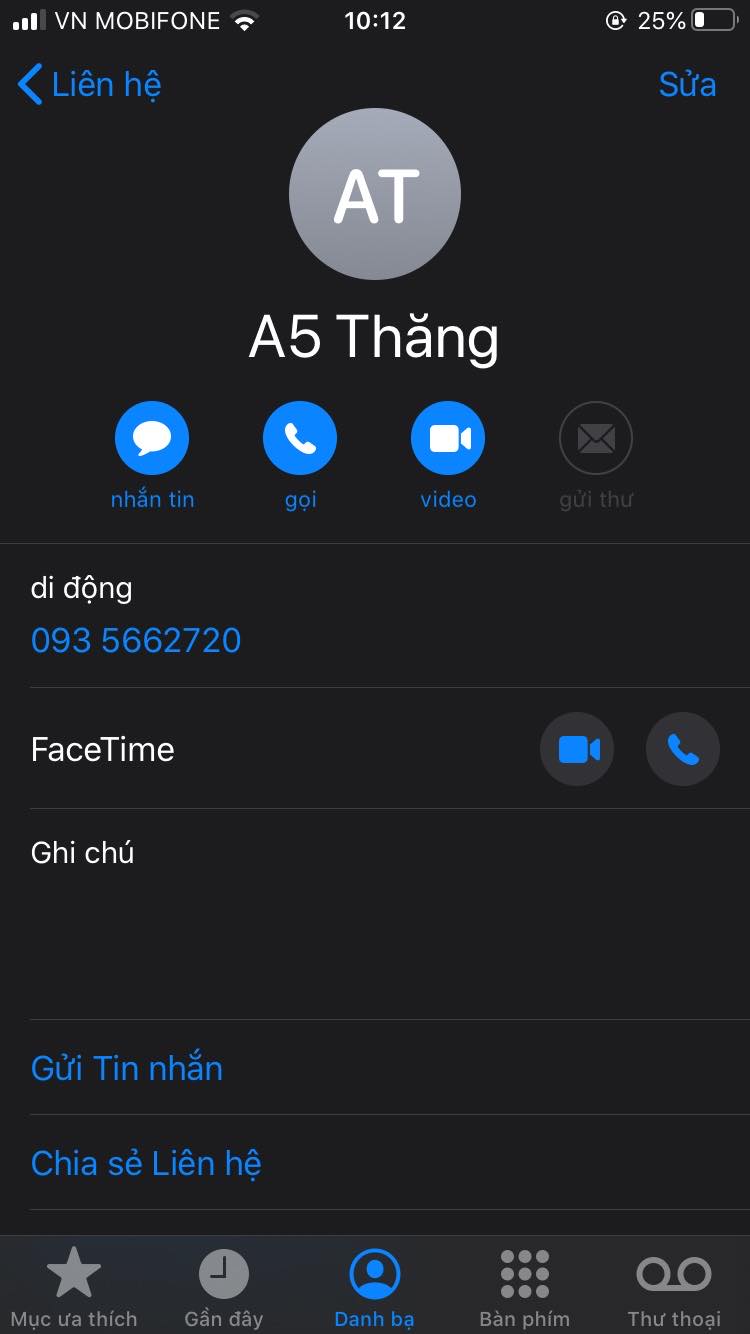 VN MOBIFONE 10:12 25%
Liên hệ Sửa
AT
A5 Thăng
nhắn tin gọi video gửi thư
di động
093 5662720
FaceTime
Ghi chú
Gửi Tin nhắn
Chia sẻ Liên hệ
Mục ưa thích Gần đây Danh bạ Bàn phím Thư thoại